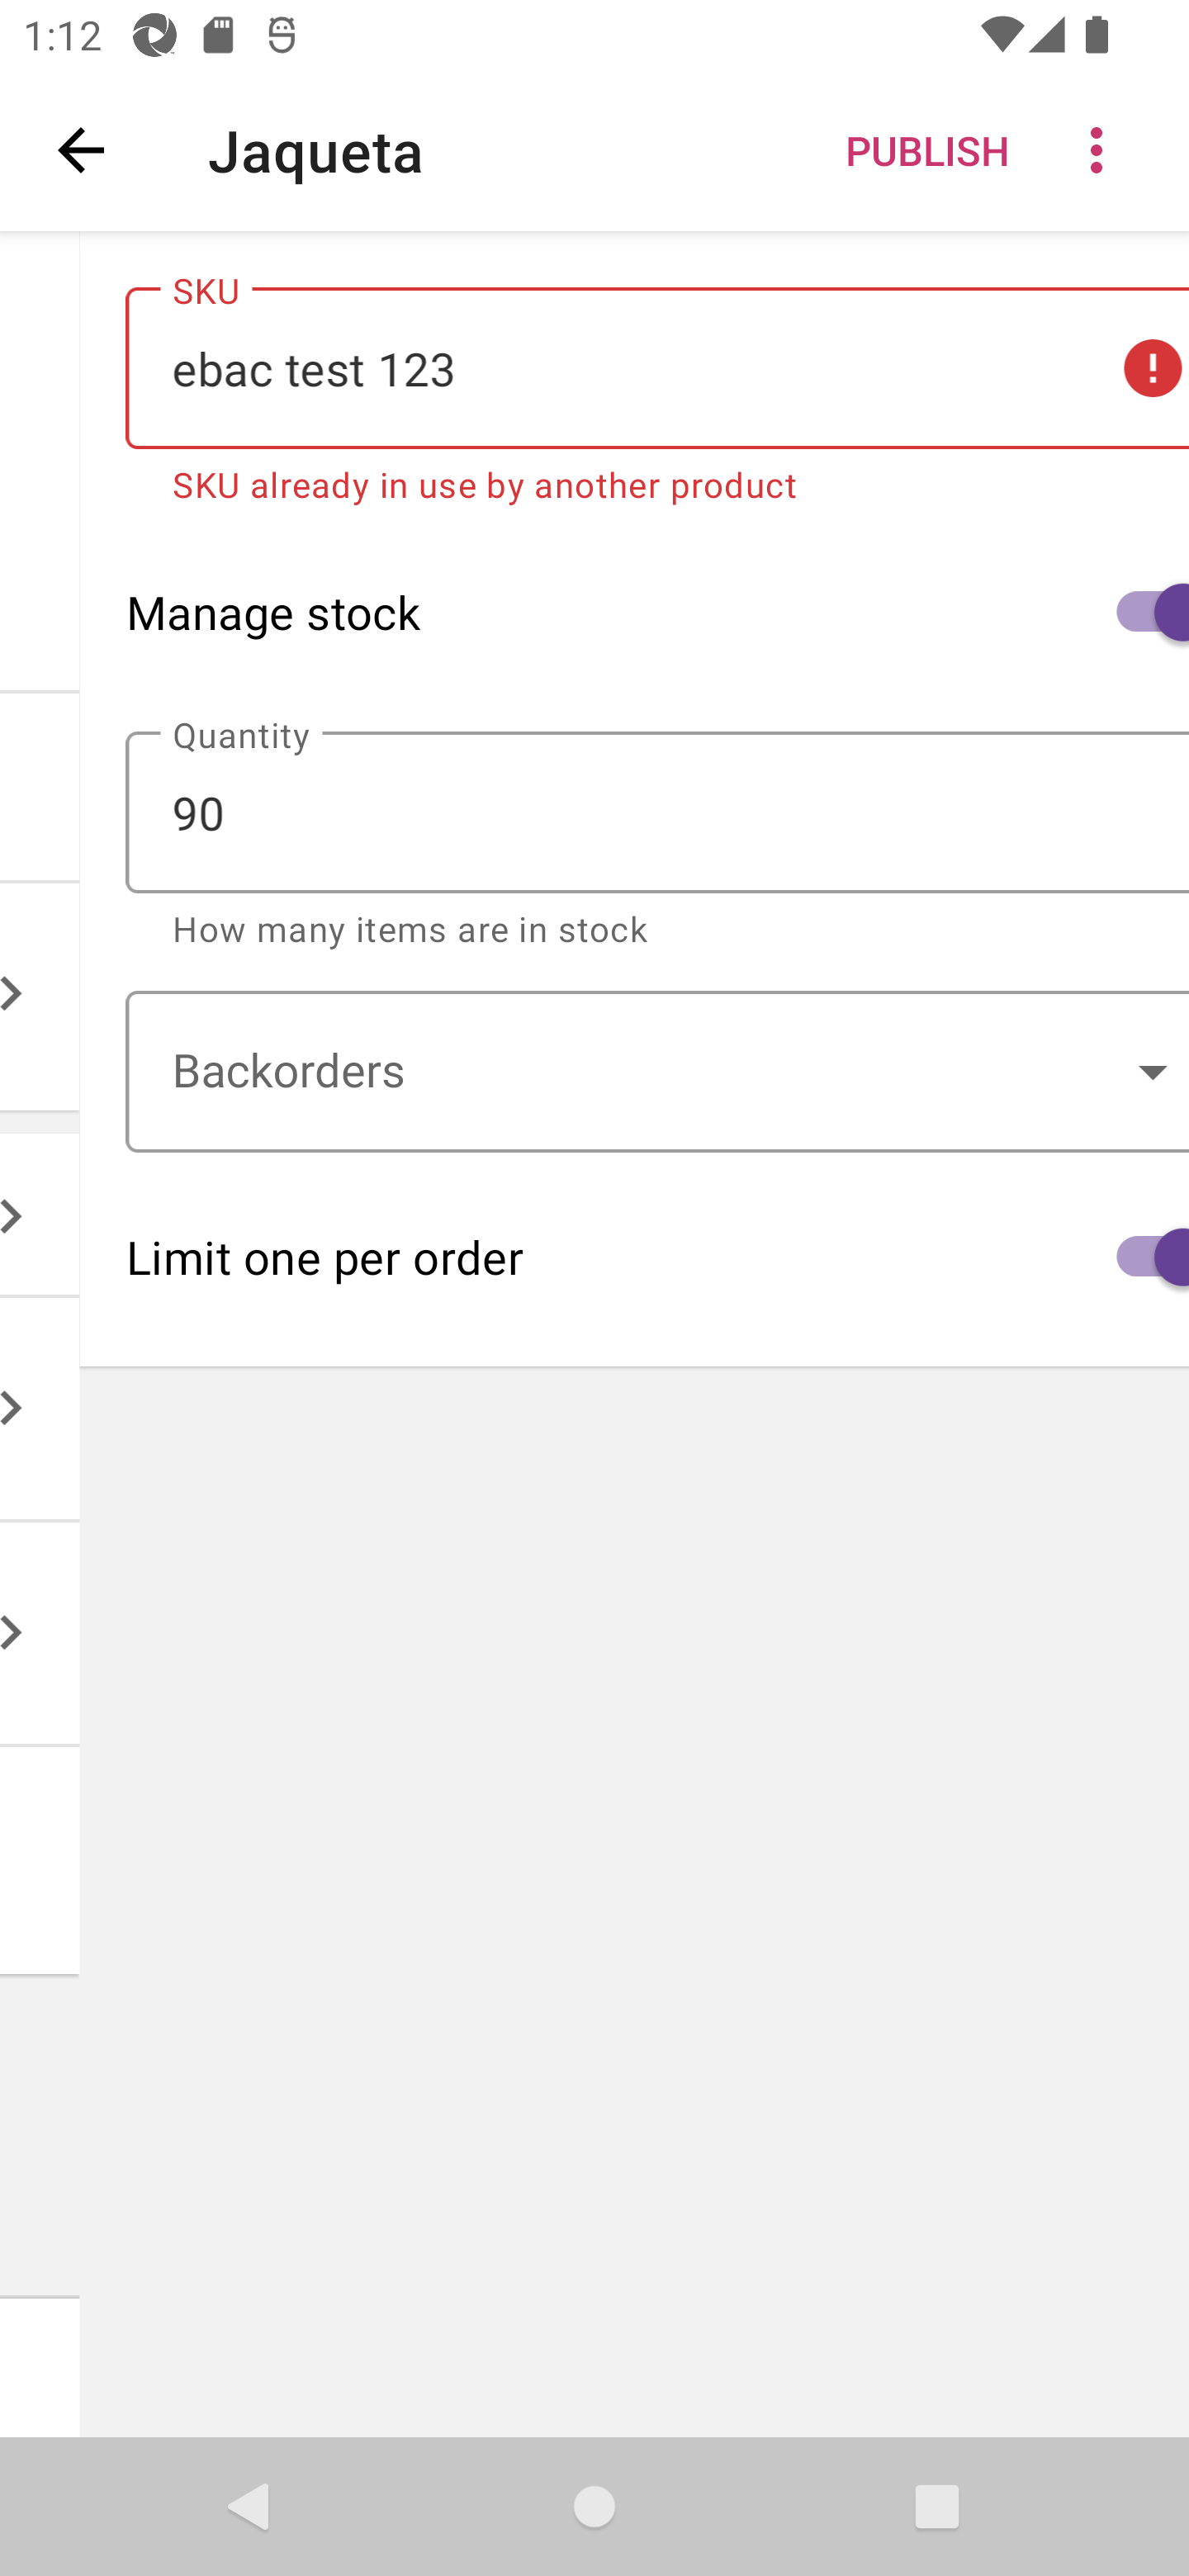 1:12
Jaqueta
PUBLISH
SKU
ebac test 123
SKU already in use by another product
Manage stock
Quantity
90
How many items are in stock
Backorders
Limit one per order